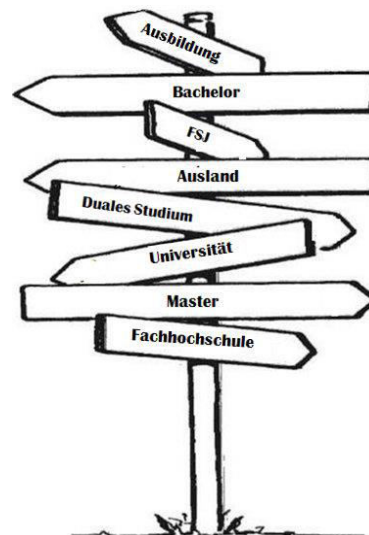 Ausbildung
Bachelor
FSJ
Ausland
Duales Studium
Universität
Master
Fachhochschule